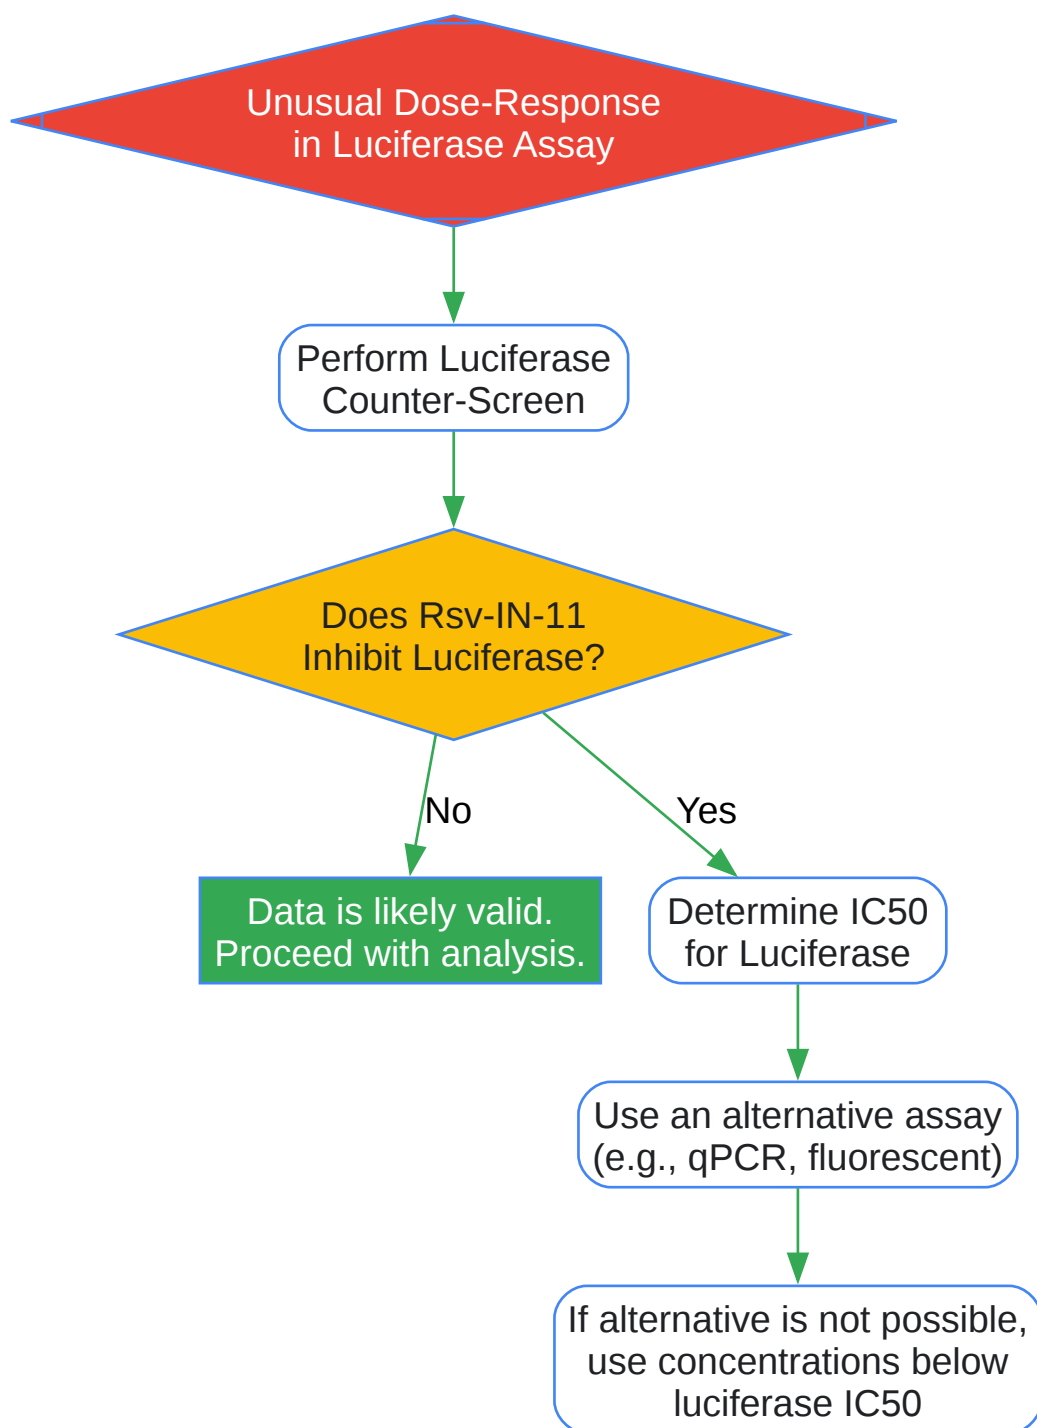 Unusual Dose-Response
in Luciferase Assay
Perform Luciferase
Counter-Screen
Does Rsv-IN-11
Inhibit Luciferase?
No
Yes
Data is likely valid.
Proceed with analysis.
Determine IC50
for Luciferase
Use an alternative assay
(e.g., qPCR, fluorescent)
If alternative is not possible,
use concentrations below
luciferase IC50